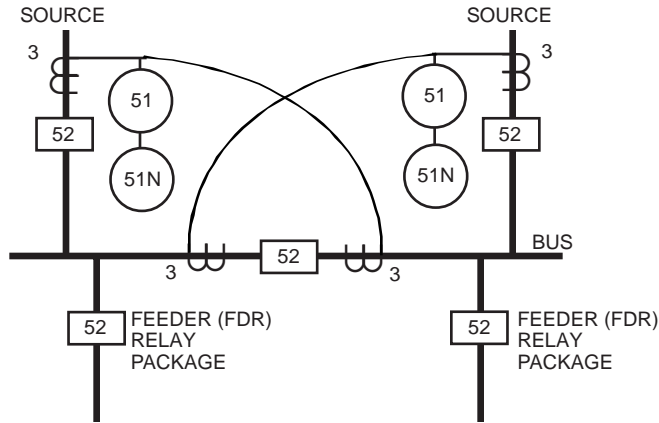 SOURCE
SOURCE
3
3
51
51
52
52
51N
51N
BUS
52
3
3
52
FEEDER (FDR)
RELAY
PACKAGE
52
FEEDER (FDR)
RELAY
PACKAGE